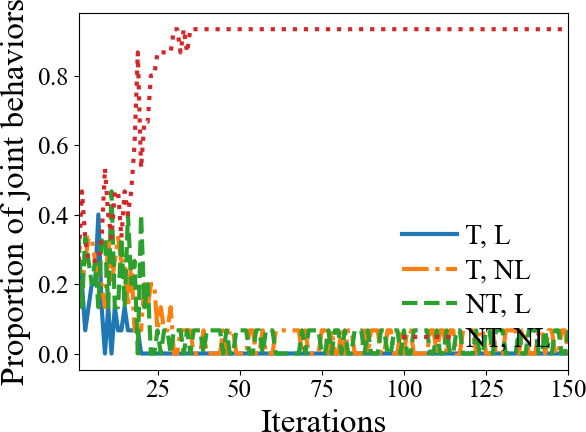 Proportion of joint behaviors
0.8
0.6
0.4
0.2
0.0
T, L
T, NL
NT, L
NT, NL
25 50 75 100 125 150
Iterations